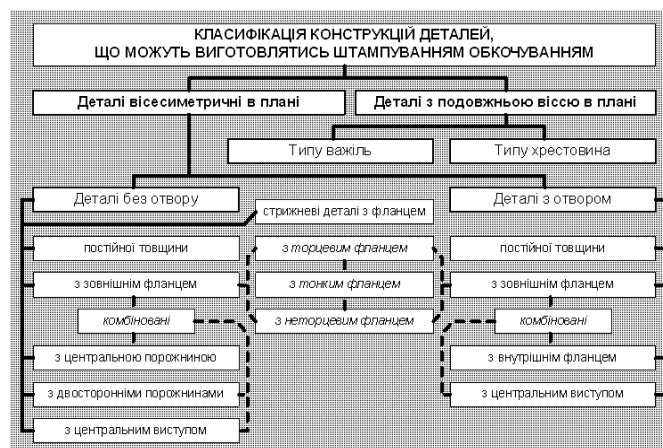 КЛАСИФІКАЦІЯ КОНСТРУКЦІЙ ДЕТАЛЕЙ,
ЩО МОЖУТЬ ВИГОТОВЛЯТИСЬ ШТАМПУВАННЯМ ОБКОЧУВАННЯМ
Деталі вісесиметричні в плані
Деталі з подовжньою віссю в плані
Типу важіль
Типу хрестовина
Деталі без отвору
стрижневі деталі з фланцем
Деталі з отвором
постійної товщини
з торцевим фланцем
постійної товщини
з зовнішнім фланцем
з тонким фланцем
з зовнішнім фланцем
комбіновані
з неторцевим фланцем
комбіновані
з центральною порожниною
з внутрішнім фланцем
з двосторонніми порожнинами
з центральним виступом
з центральним виступом